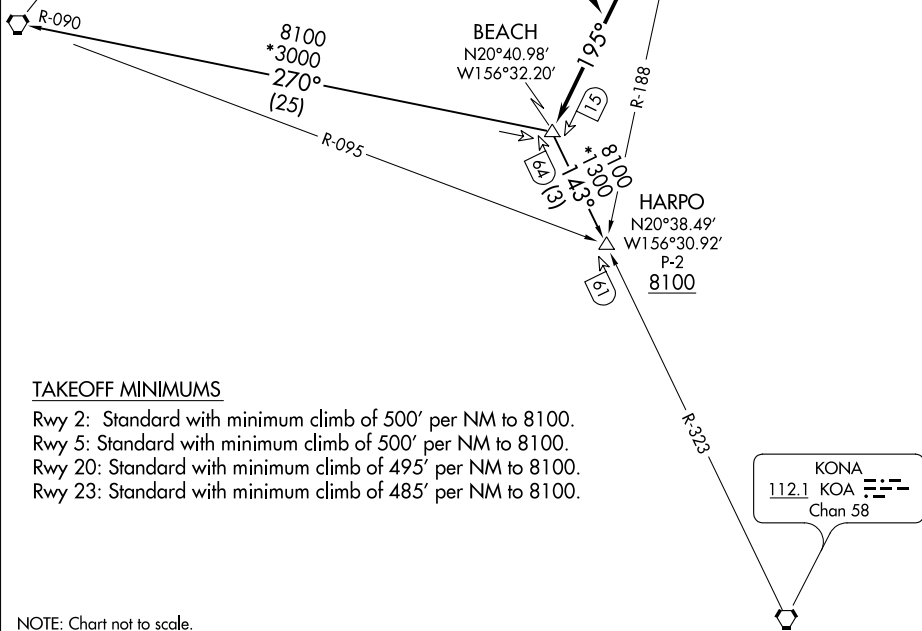 R-090
8100
*3000
270°
(25)
R-095
BEACH
N20°40.98'
W156°32.20'
195°
15
R-188
64
(3)
8100
*1300
143°
HARPO
N20°38.49'
W156°30.92'
P-2
8100
61
TAKEOFF MINIMUMS
Rwy 2: Standard with minimum climb of 500' per NM to 8100.
Rwy 5: Standard with minimum climb of 500' per NM to 8100.
Rwy 20: Standard with minimum climb of 495' per NM to 8100.
Rwy 23: Standard with minimum climb of 485' per NM to 8100.
R-323
KONA
112.1 KOA
Chan 58
NOTE: Chart not to scale.